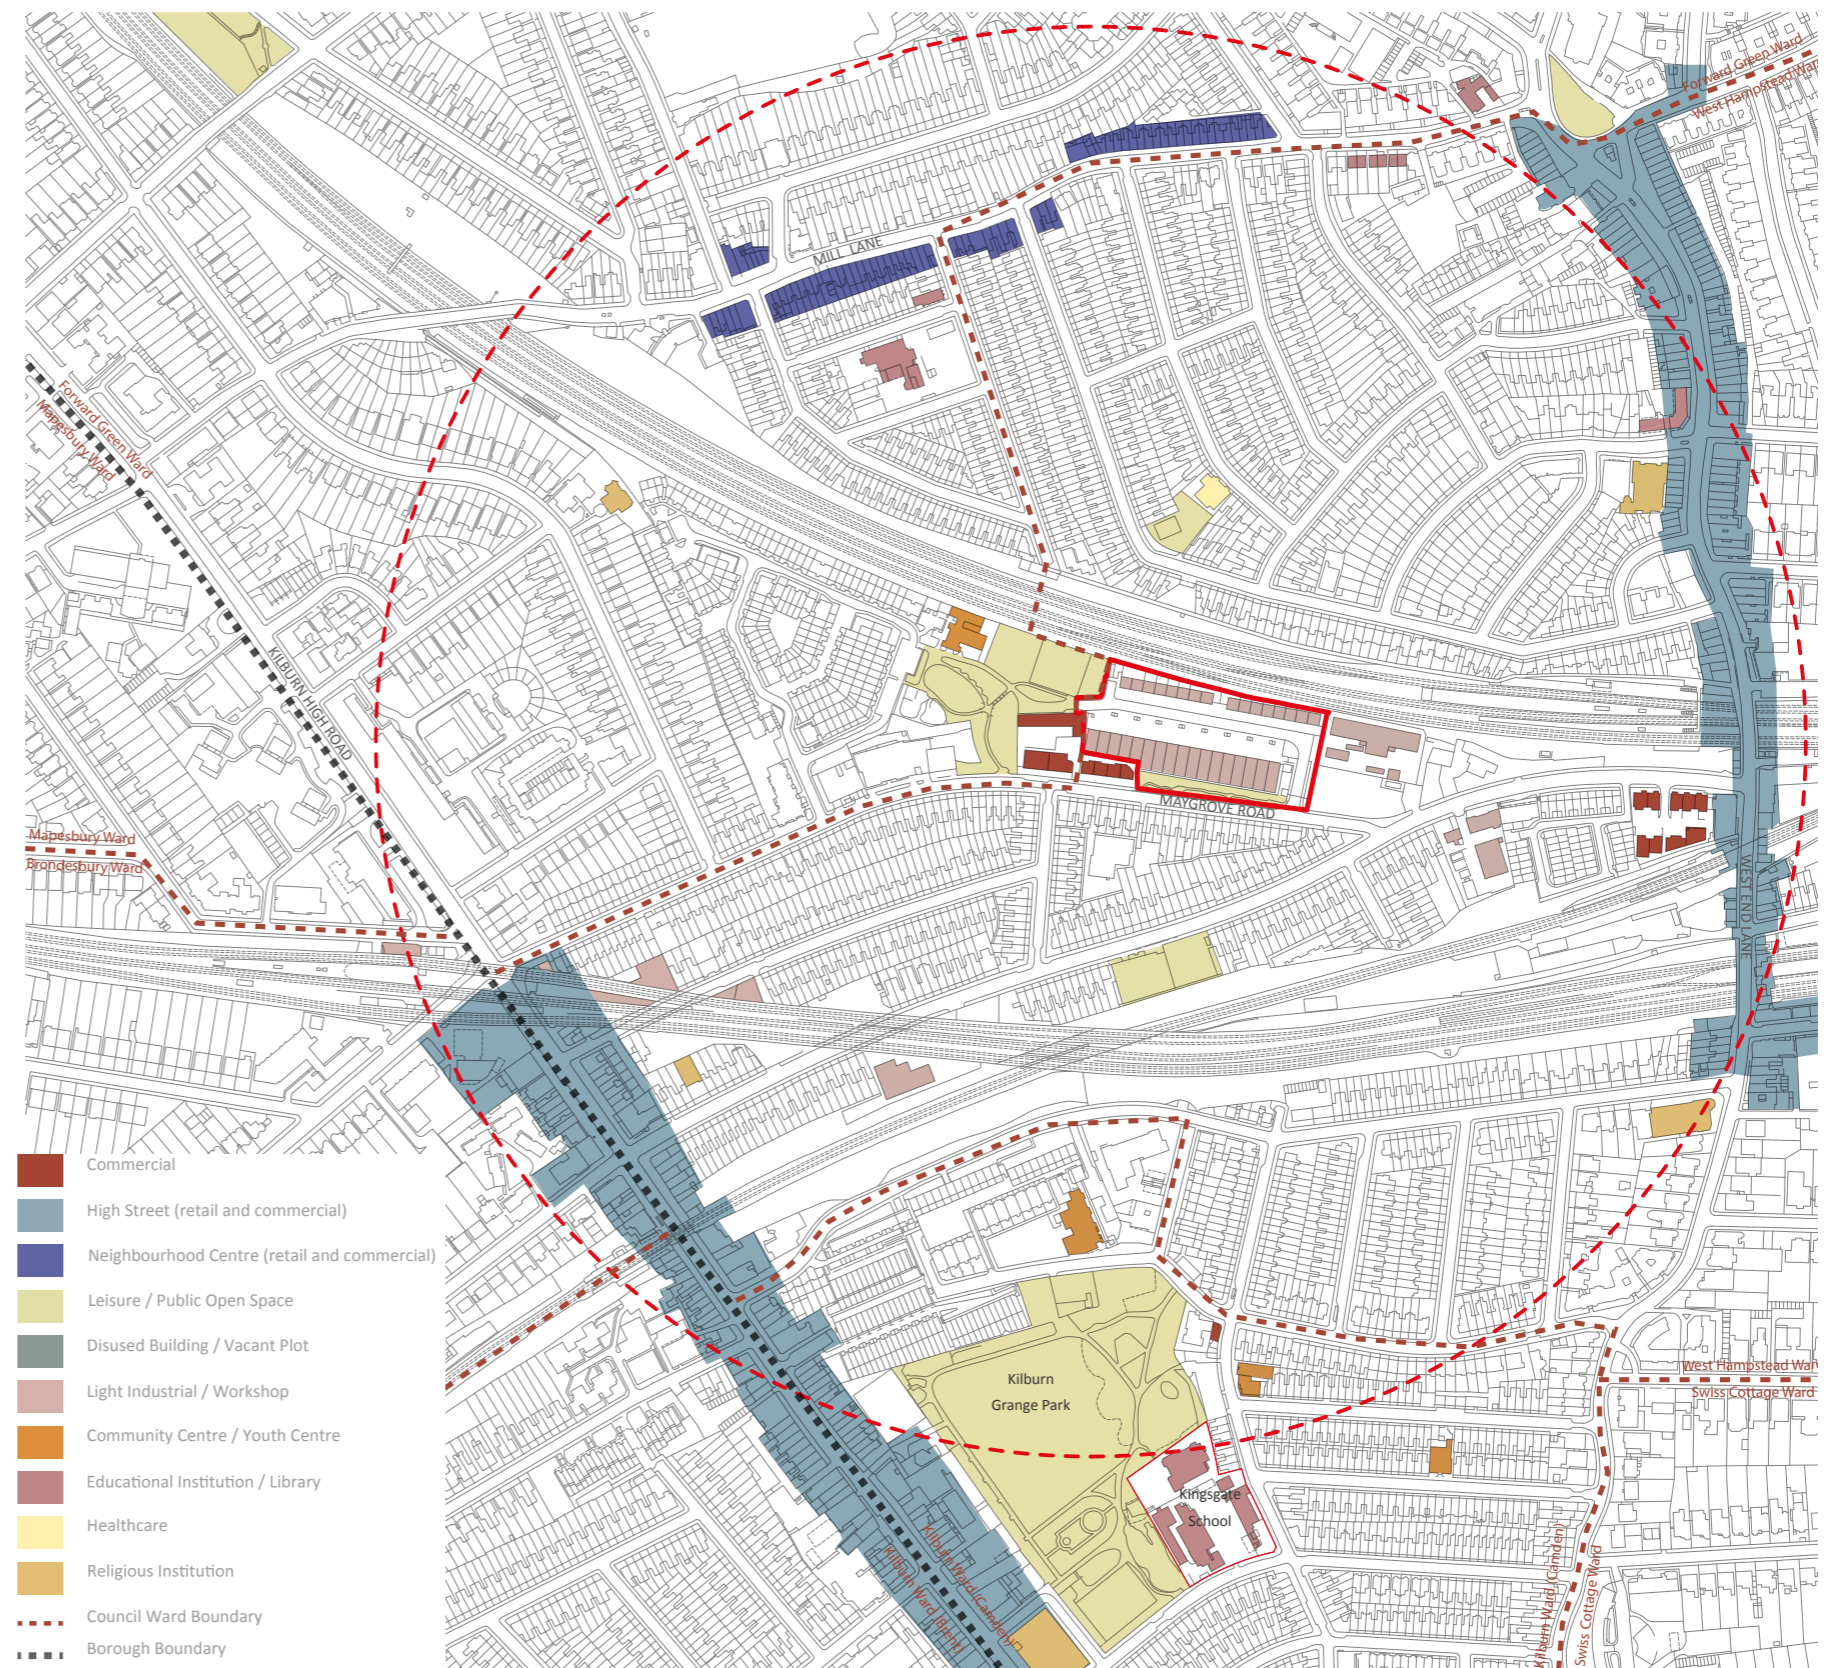 Forward Green Ward
West Hampstead War
MILL LANE
Forward Green Ward
Mapesbury Ward
KILBURN HIGH ROAD
MAYGROVE ROAD
Mapesbury Ward
Brondesbury Ward
WEST END LANE
Commercial
High Street (retail and commercial)
Neighbourhood Centre (retail and commercial)
Leisure / Public Open Space
Disused Building / Vacant Plot
Light Industrial / Workshop
Community Centre / Youth Centre
Educational Institution / Library
Healthcare
Religious Institution
Council Ward Boundary
Borough Boundary
Kilburn
Grange Park
Kingsgate
School
West Hampstead War
Swiss Cottage Ward
Kilburn Ward (Camden)
Kilburn Ward (Brent)
Kilburn Ward (Camden)
Swiss Cottage Ward